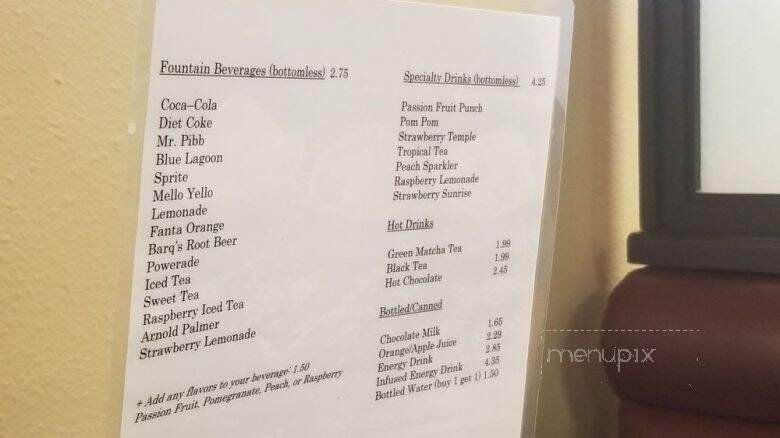 Fountain Beverages (bottomless) 2.75
Coca–Cola
Diet Coke
Mr. Pibb
Blue Lagoon
Sprite
Mello Yello
Lemonade
Fanta Orange
Barq's Root Beer
Powerade
Iced Tea
Sweet Tea
Raspberry Iced Tea
Arnold Palmer
Strawberry Lemonade
+ Add any flavors to your beverage: 1.50
Passion Fruit, Pomegranate, Peach, or Raspberry
Specialty Drinks (bottomless) 4.25
Passion Fruit Punch
Pom Pom
Strawberry Temple
Tropical Tea
Peach Sparkler
Raspberry Lemonade
Strawberry Sunrise
Hot Drinks
Green Matcha Tea 1.99
Black Tea 1.99
Hot Chocolate 2.45
Bottled/Canned
Chocolate Milk 1.65
Orange/Apple Juice 2.29
Energy Drink 2.85
Infused Energy Drink 4.35
Bottled Water (buy 1 get 1) 1.50
menupix